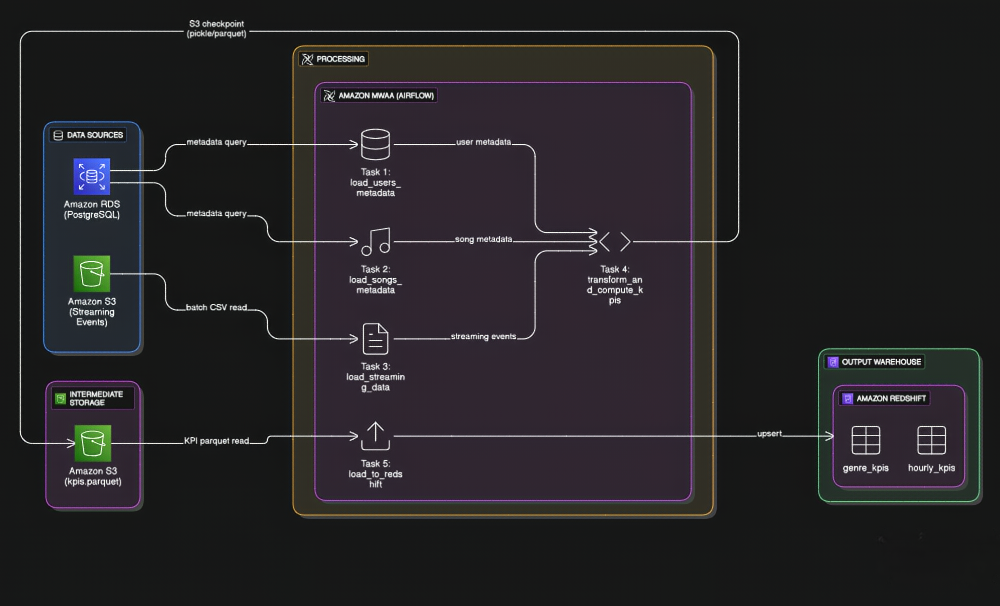 S3 checkpoint
(pickle/parquet)
PROCESSING
AMAZON MWAA (AIRFLOW)
DATA SOURCES
Amazon RDS
(PostgreSQL)
Amazon S3
(Streaming
Events)
metadata query
metadata query
batch CSV read
Task 1:
load_users_
metadata
Task 2:
load_songs_
metadata
Task 3:
load_streamin
g_data
user metadata
song metadata
streaming events
Task 4:
transform_an
d_compute_k
pis
INTERMEDIATE
STORAGE
Amazon S3
(kpis.parquet)
KPI parquet read
Task 5:
load_to_reds
hift
upsert
OUTPUT WAREHOUSE
AMAZON REDSHIFT
genre_kpis
hourly_kpis